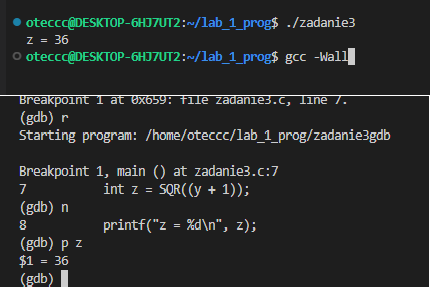 oteccc@DESKTOP-6HJ7UT2:~/lab_1_prog$ ./zadanie3
z = 36
oteccc@DESKTOP-6HJ7UT2:~/lab_1_prog$ gcc -Wall
Breakpoint 1 at 0x659: file zadanie3.c, line 7.
(gdb) r
Starting program: /home/oteccc/lab_1_prog/zadanie3gdb
Breakpoint 1, main () at zadanie3.c:7
7 int z = SQR((y + 1));
(gdb) n
8 printf("z = %d\n", z);
(gdb) p z
$1 = 36
(gdb)